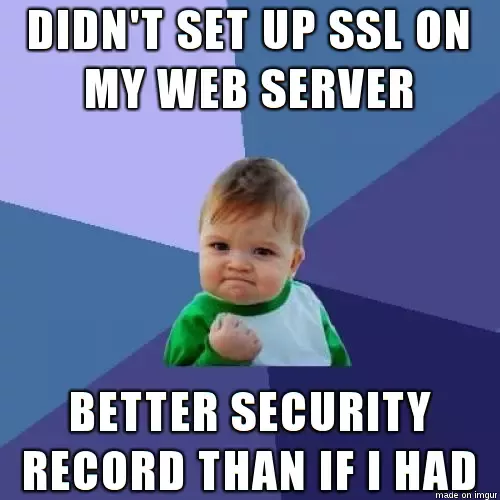 DIDN'T SET UP SSL ON
MY WEB SERVER
BETTER SECURITY
RECORD THAN IF I HAD
made on imgur